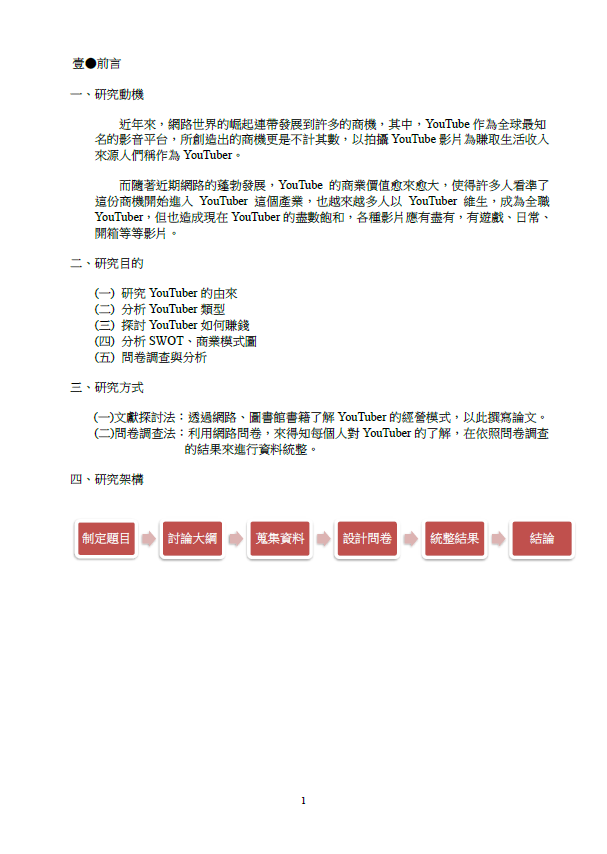 壹●前言
一、研究動機
近年來，網路世界的崛起連帶發展到許多的商機，其中，YouTube 作為全球最知
名的影音平台，所創造出的商機更是不計其數，以拍攝 YouTube 影片為賺取生活收入
來源人們稱作為 YouTuber。
而隨著近期網路的蓬勃發展，YouTube 的商業價值愈來愈大，使得許多人看準了
這份商機開始進入 YouTuber 這個產業，也越來越多人以 YouTuber 維生，成為全職
YouTuber，但也造成現在 YouTuber 的盡數飽和，各種影片應有盡有，有遊戲、日常、
開箱等等影片。
二、研究目的
(一) 研究 YouTuber 的由來
(二) 分析 YouTuber 類型
(三) 探討 YouTuber 如何賺錢
(四) 分析 SWOT、商業模式圖
(五) 問卷調查與分析
三、研究方式
(一)文獻探討法：透過網路、圖書館書籍了解 YouTuber 的經營模式，以此撰寫論文。
(二)問卷調查法：利用網路問卷，來得知每個人對 YouTuber 的了解，在依照問卷調查
的結果來進行資料統整。
四、研究架構
制定題目 討論大綱 蒐集資料 設計問卷 統整結果 結論
1